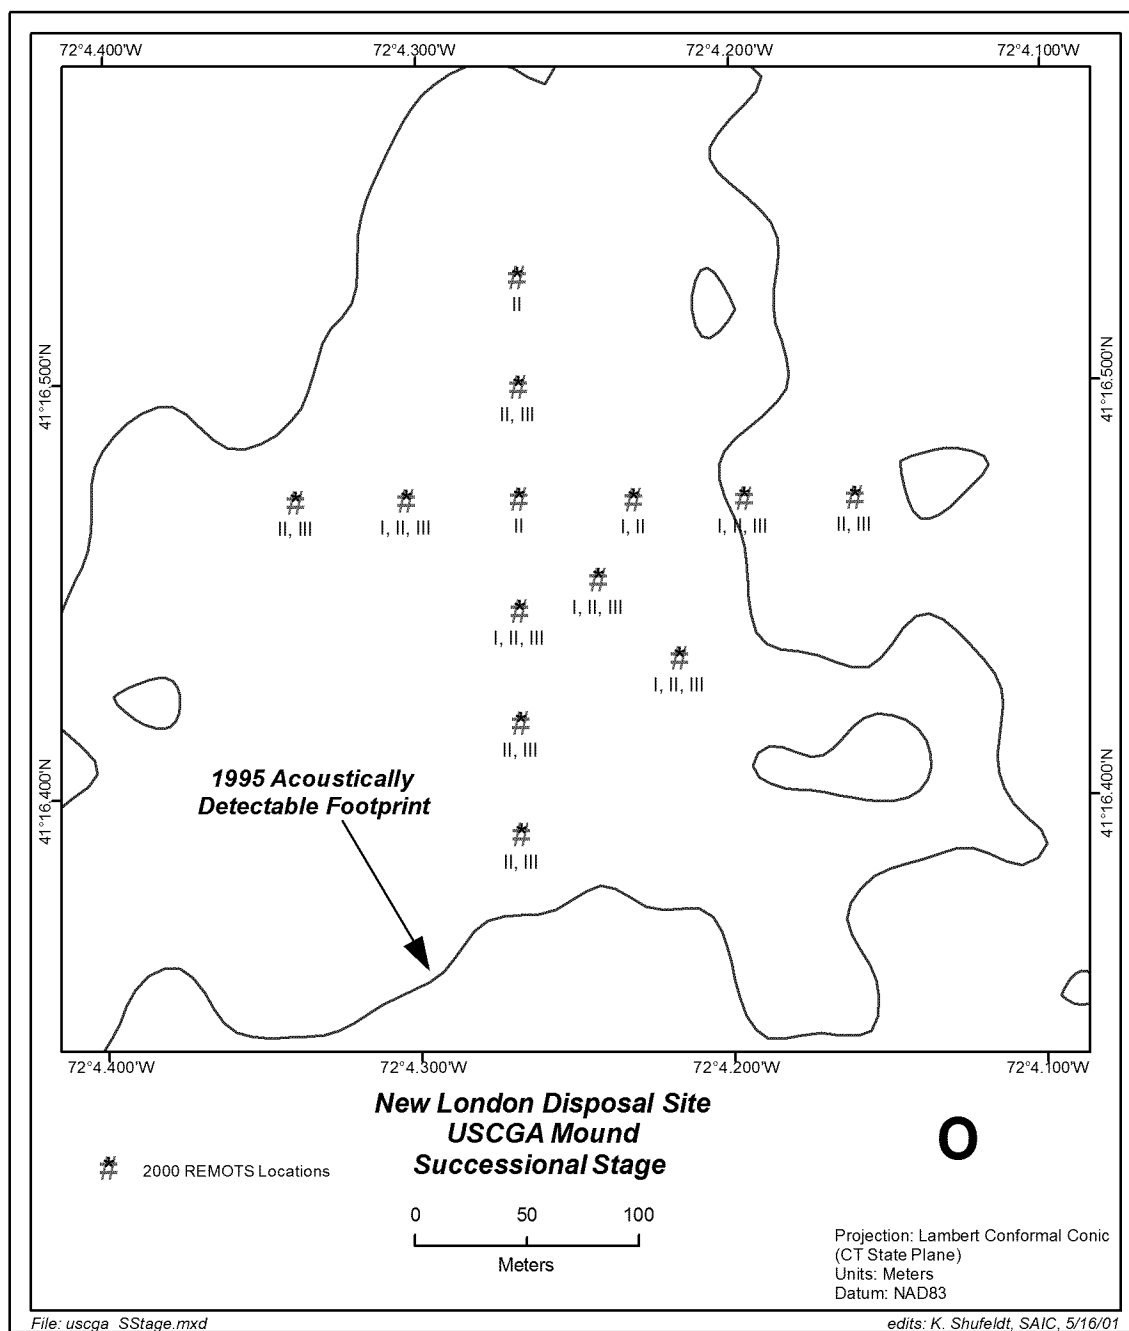 72°4.400'W 72°4.300'W 72°4.200'W 72°4.100'W
II
41°16.500'N
41°16.500'N
II, III
II, III
I, II, III
II
I, II
I, II, III
II, III
I, II, III
I, II, III
I, II, III
II, III
1995 Acoustically
Detectable Footprint
41°16.400'N
41°16.400'N
II, III
72°4.400'W 72°4.300'W 72°4.200'W 72°4.100'W
New London Disposal Site
USCGA Mound
Successional Stage
O
2000 REMOTS Locations
0 50 100
Meters
Projection: Lambert Conformal Conic
(CT State Plane)
Units: Meters
Datum: NAD83
File: uscga_SStage.mxd
edits: K. Shufeldt, SAIC, 5/16/01